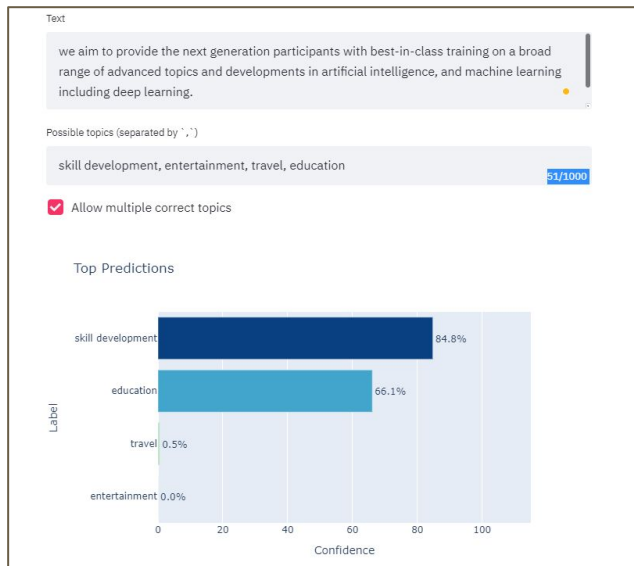 Text
we aim to provide the next generation participants with best-in-class training on a broad
range of advanced topics and developments in artificial intelligence, and machine learning
including deep learning.
Possible topics (separated by `,`)
skill development, entertainment, travel, education
51/1000
Allow multiple correct topics
Top Predictions
skill development 84.8%
education 66.1%
Label
travel 0.5%
entertainment 0.0%
0 20 40 60 80 100
Confidence